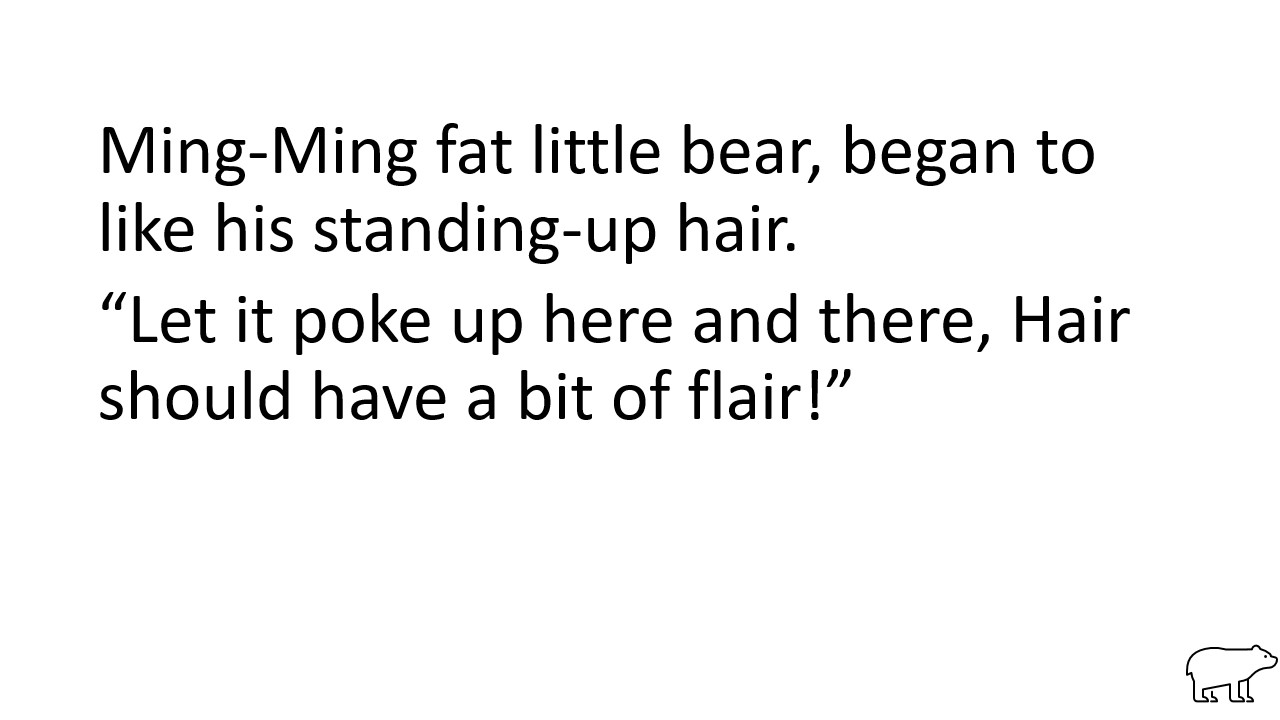 Ming-Ming fat little bear, began to
like his standing-up hair.
“Let it poke up here and there, Hair
should have a bit of flair!”